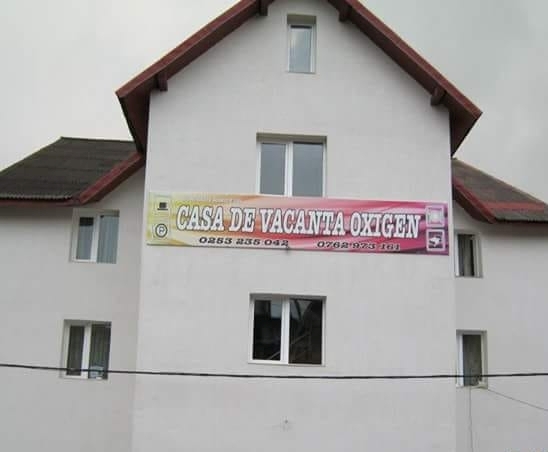 CASA DE VACANTA OXIGEN
0253 235 042 0762 973 161
P